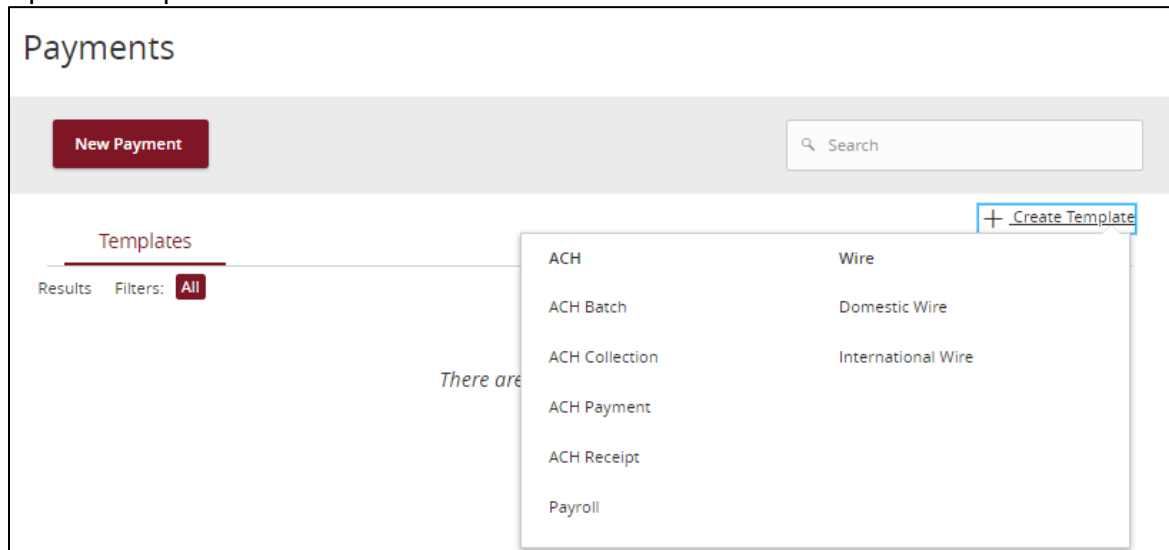 Payments
New Payment
Search
+ Create Template
Templates
Results Filters: All
There are
ACH
ACH Batch
ACH Collection
ACH Payment
ACH Receipt
Payroll
Wire
Domestic Wire
International Wire